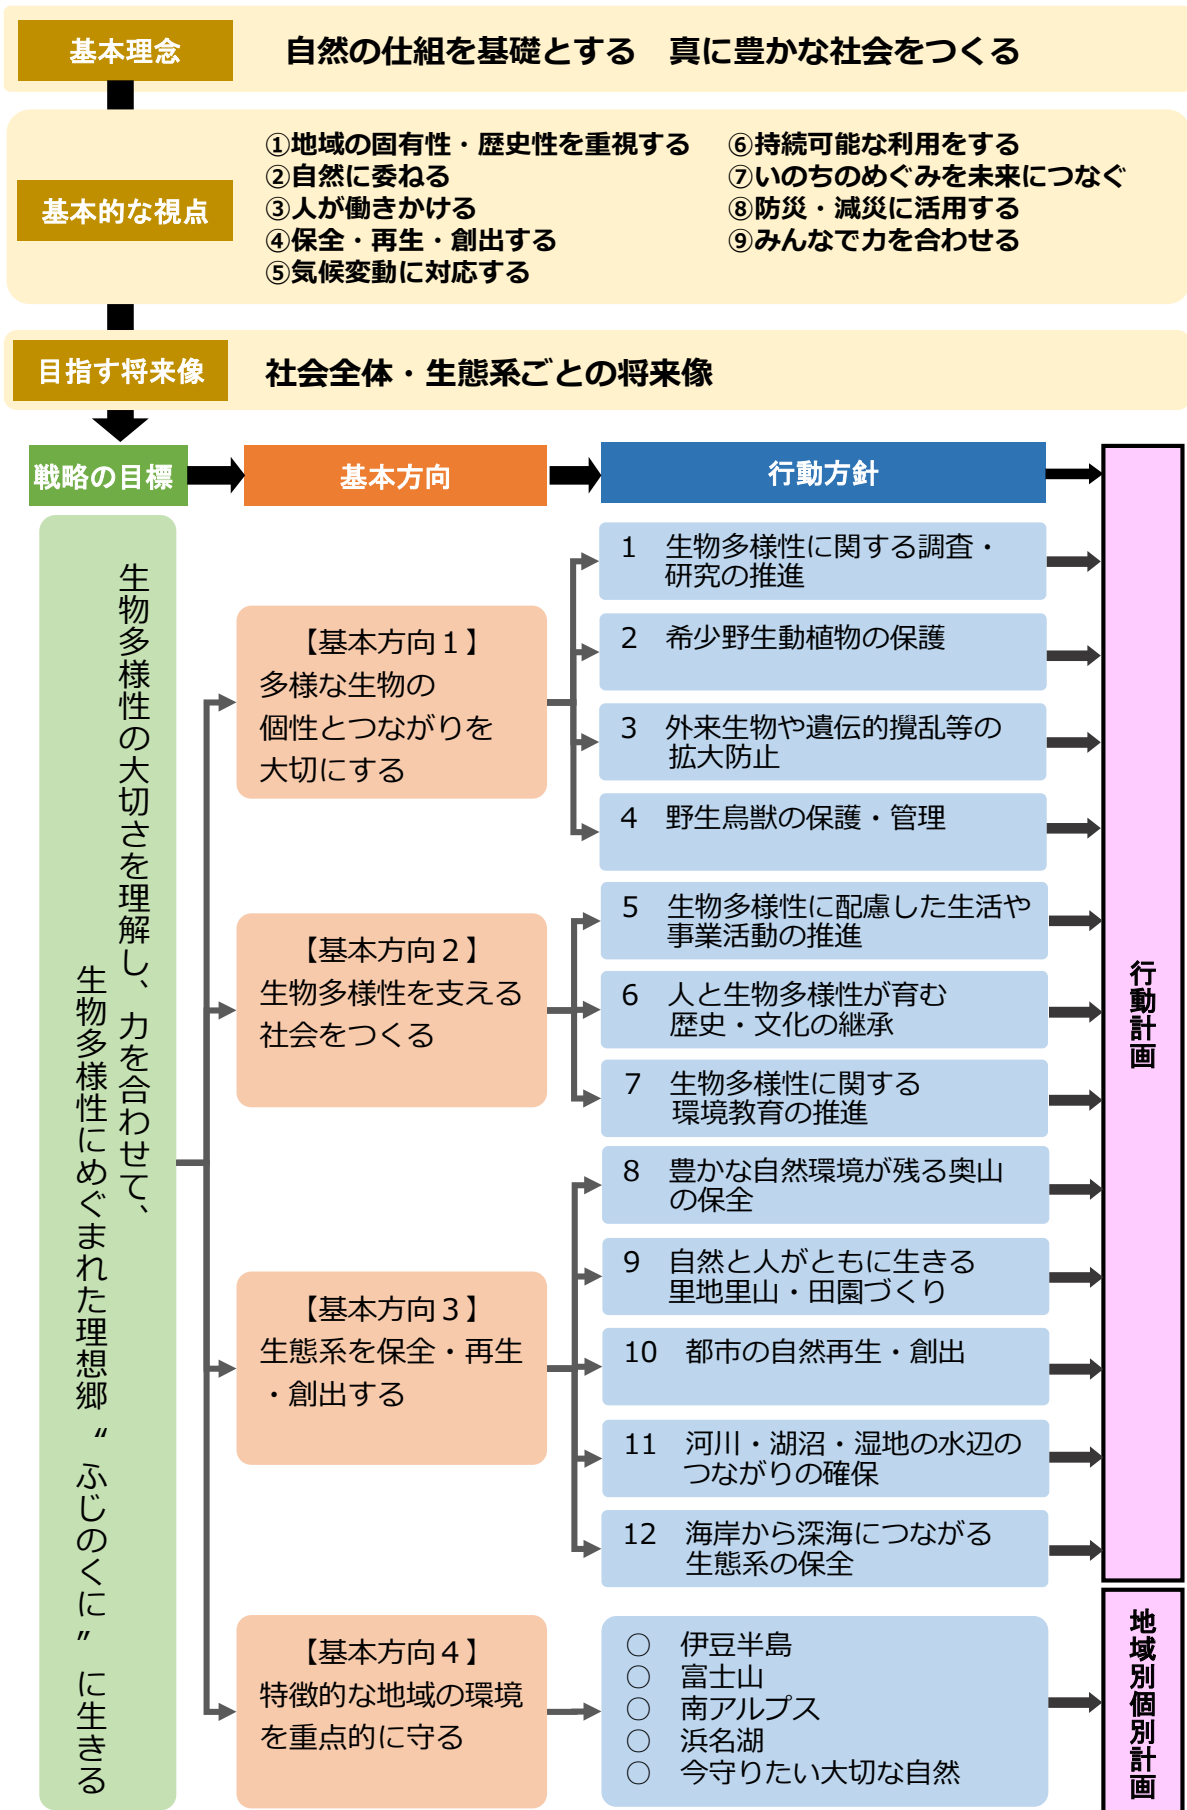 基本理念
自然の仕組を基礎とする　真に豊かな社会をつくる
基本的な視点
①地域の固有性・歴史性を重視する
②自然に委ねる
③人が働きかける
④保全・再生・創出する
⑤気候変動に対応する
⑥持続可能な利用をする
⑦いのちのめぐみを未来につなぐ
⑧防災・減災に活用する
⑨みんなで力を合わせる
目指す将来像
社会全体・生態系ごとの将来像
戦略の目標
基本方向
行動方針
生物多様性の大切さを理解し、力を合わせて、
生物多様性にめぐまれた理想郷“ふじのくに”に生きる
【基本方向１】
多様な生物の
個性とつながりを
大切にする
1　生物多様性に関する調査・
研究の推進
2　希少野生動植物の保護
3　外来生物や遺伝的攪乱等の
拡大防止
4　野生鳥獣の保護・管理
【基本方向２】
生物多様性を支える
社会をつくる
5　生物多様性に配慮した生活や
事業活動の推進
6　人と生物多様性が育む
歴史・文化の継承
7　生物多様性に関する
環境教育の推進
【基本方向３】
生態系を保全・再生
・創出する
8　豊かな自然環境が残る奥山
の保全
9　自然と人がともに生きる
里地里山・田園づくり
10　都市の自然再生・創出
11　河川・湖沼・湿地の水辺の
つながりの確保
12　海岸から深海につながる
生態系の保全
行動計画
【基本方向４】
特徴的な地域の環境
を重点的に守る
○　伊豆半島
○　富士山
○　南アルプス
○　浜名湖
○　今守りたい大切な自然
地域別個別計画